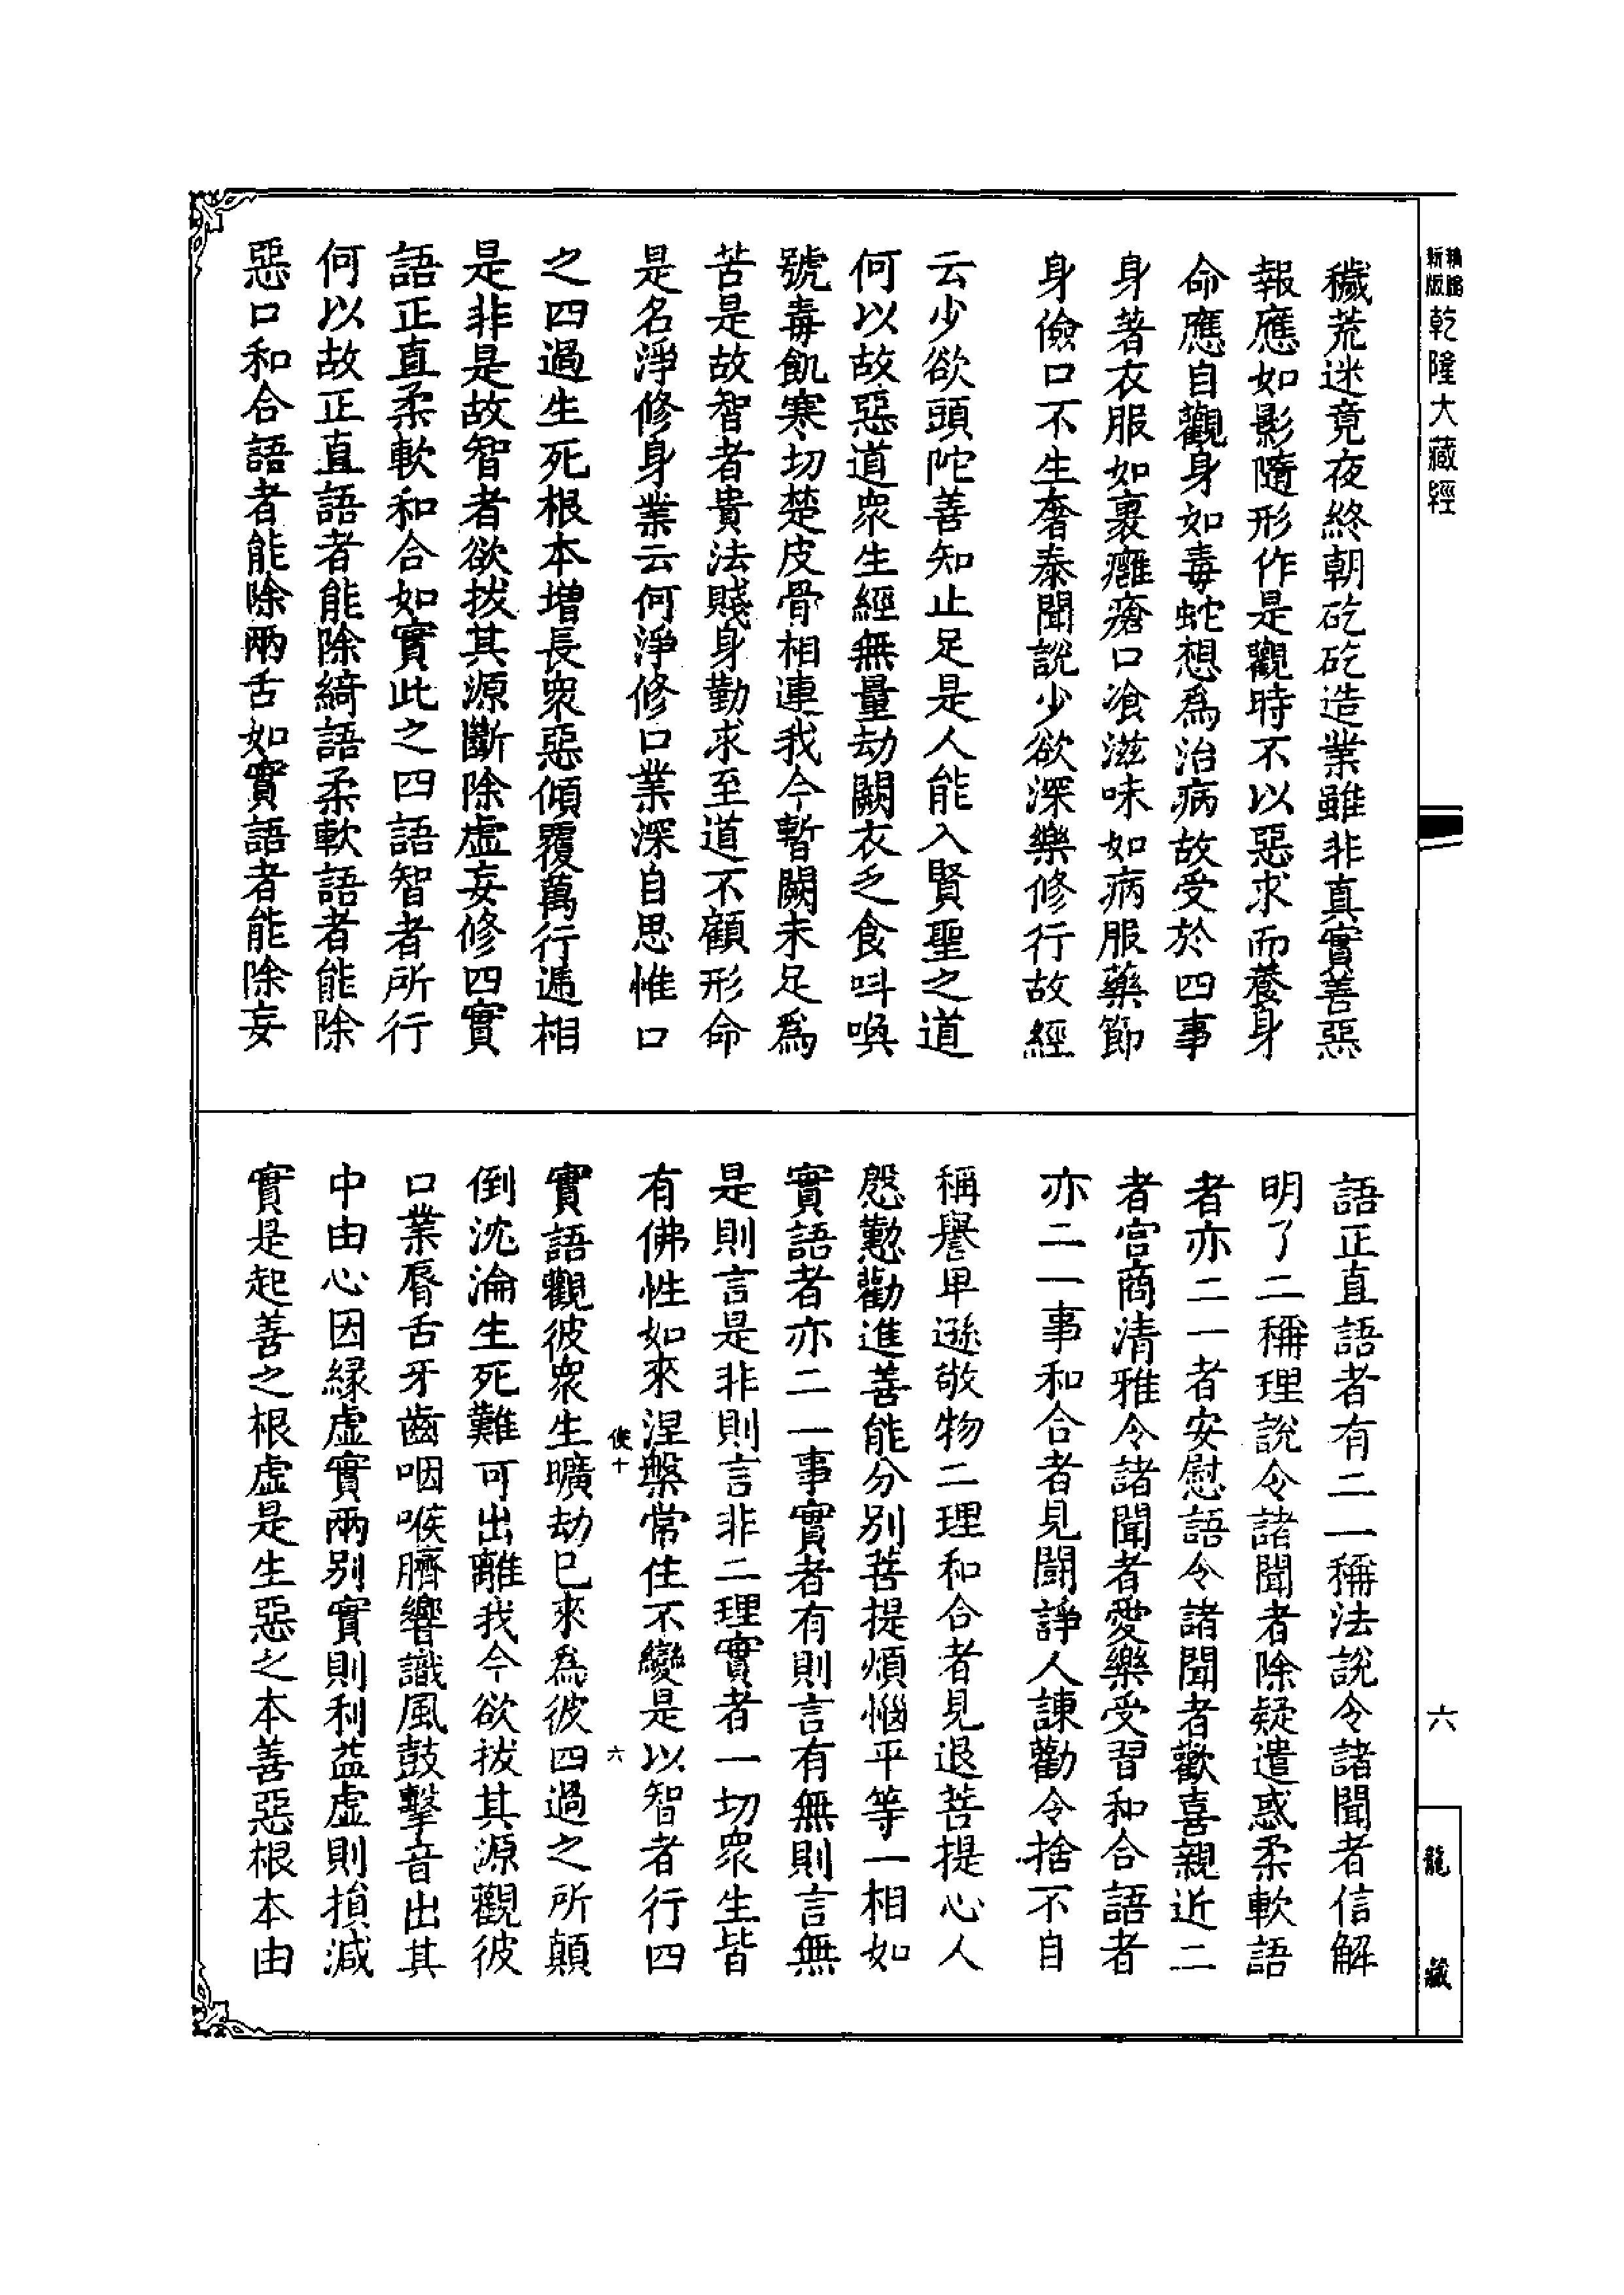 乾隆大藏經
穢荒迷竟夜終朝矻矻造業雖非真實善惡
報應如影隨形作是觀時不以惡求而養身
命應自觀身如毒蛇想為治病故受於四事
身著衣服如裹癰瘡口飡滋味如病服藥節
身儉口不生奢泰聞說少欲深樂修行故經
云少欲頭陀善知止足是人能入賢聖之道
何以故惡道衆生經無量劫闕衣乏食叫喚
號毒飢寒切楚皮骨相連我今暫闕未足為
苦是故智者貴法賤身勤求至道不顧形命
是名淨修身業云何淨修口業深自思惟口
之四過生死根本增長衆惡傾覆萬行遞相
是非是故智者欲拔其源斷除虛妄修四實
語正直柔軟和合如實此之四語智者所行
何以故正直語者能除綺語柔軟語者能除
惡口和合語者能除兩舌如實語者能除妄
語正直語者有二一稱法說令諸聞者信解
明了二稱理說令諸聞者除疑遣惑柔軟語
者亦二一者安慰語令諸聞者歡喜親近二
者宮商清雅令諸聞者愛樂受習和合語者
亦二一事和合者見鬪諍人諫勸令捨不自
稱譽卑遜敬物二理和合者見退菩提心人
慇懃勸進善能分別菩提煩惱平等一相如
實語者亦二一事實者有則言有無則言無
是則言是非則言非二理實者一切衆生皆
有佛性如來涅槃常住不變是以智者行四
使十 六
實語觀彼衆生曠劫已來為彼四過之所顛
倒沈淪生死難可出離我今欲拔其源觀彼
口業脣舌牙齒咽喉臍響識風鼓擊音出其
中由心因緣虛實兩別實則利益虛則損減
實是起善之根虛是生惡之本善惡根本由
六
龍藏